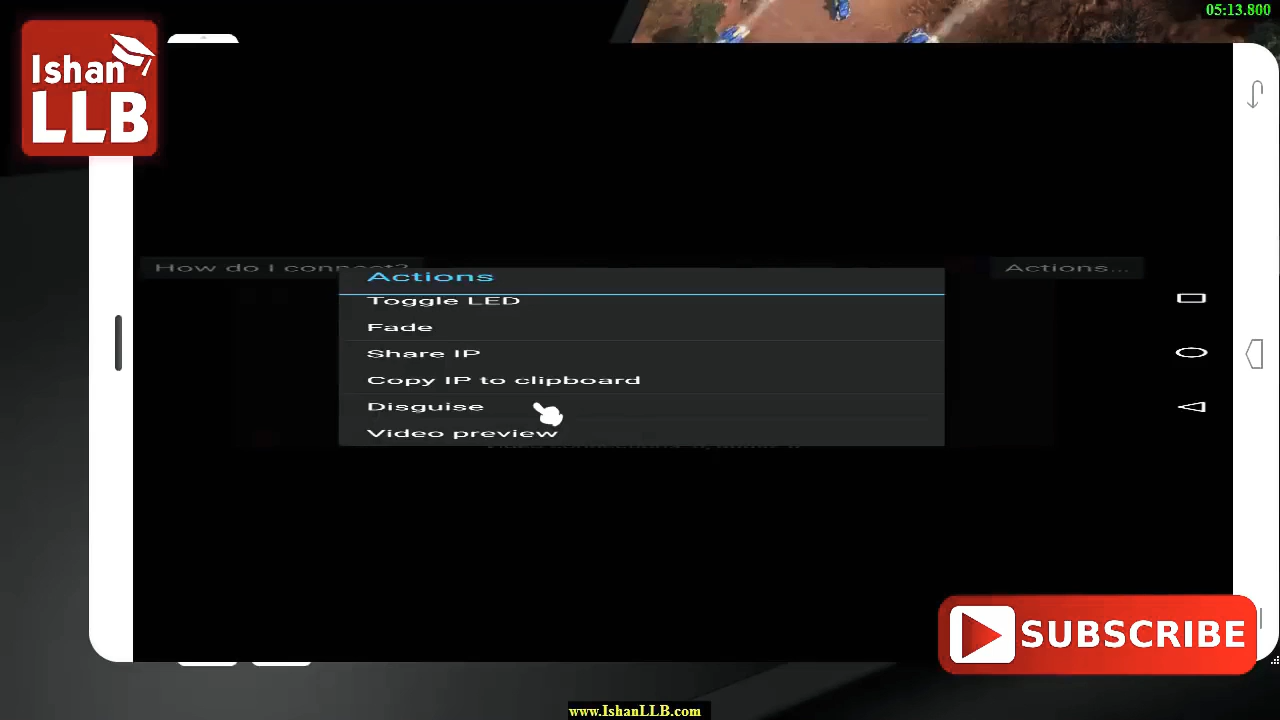 05:13.800
Ishan
LLB
How do I connect?
Actions...
Actions
Toggle LED
Fade
Share IP
Copy IP to clipboard
Disguise
Video preview
SUBSCRIBE
www.IshanLLB.com